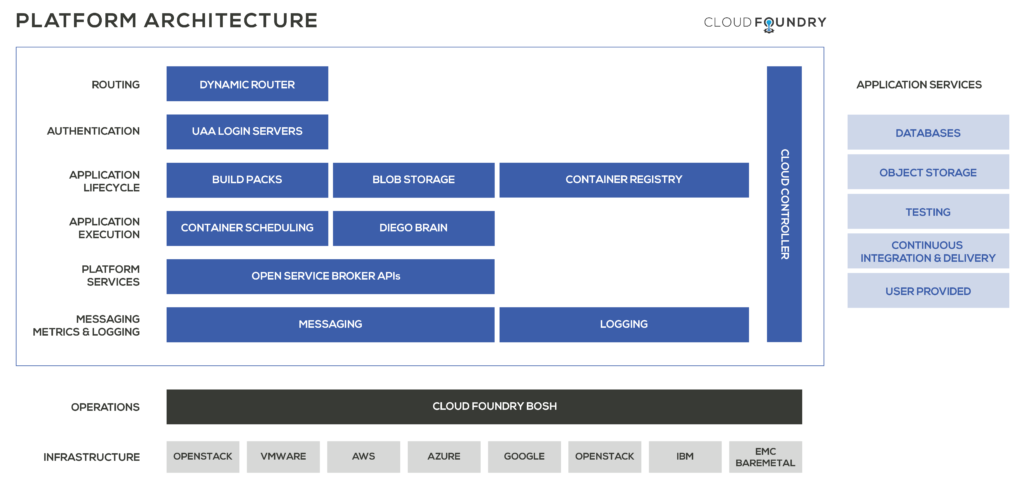 PLATFORM ARCHITECTURE
CLOUD FOUNDRY
ROUTING
DYNAMIC ROUTER
AUTHENTICATION
UAA LOGIN SERVERS
APPLICATION
LIFECYCLE
BUILD PACKS
BLOB STORAGE
CONTAINER REGISTRY
APPLICATION
EXECUTION
CONTAINER SCHEDULING
DIEGO BRAIN
PLATFORM
SERVICES
OPEN SERVICE BROKER APIs
MESSAGING
METRICS & LOGGING
MESSAGING
LOGGING
CLOUD CONTROLLER
APPLICATION SERVICES
DATABASES
OBJECT STORAGE
TESTING
CONTINUOUS
INTEGRATION & DELIVERY
USER PROVIDED
OPERATIONS
CLOUD FOUNDRY BOSH
INFRASTRUCTURE
OPENSTACK
VMWARE
AWS
AZURE
GOOGLE
OPENSTACK
IBM
EMC
BAREMETAL